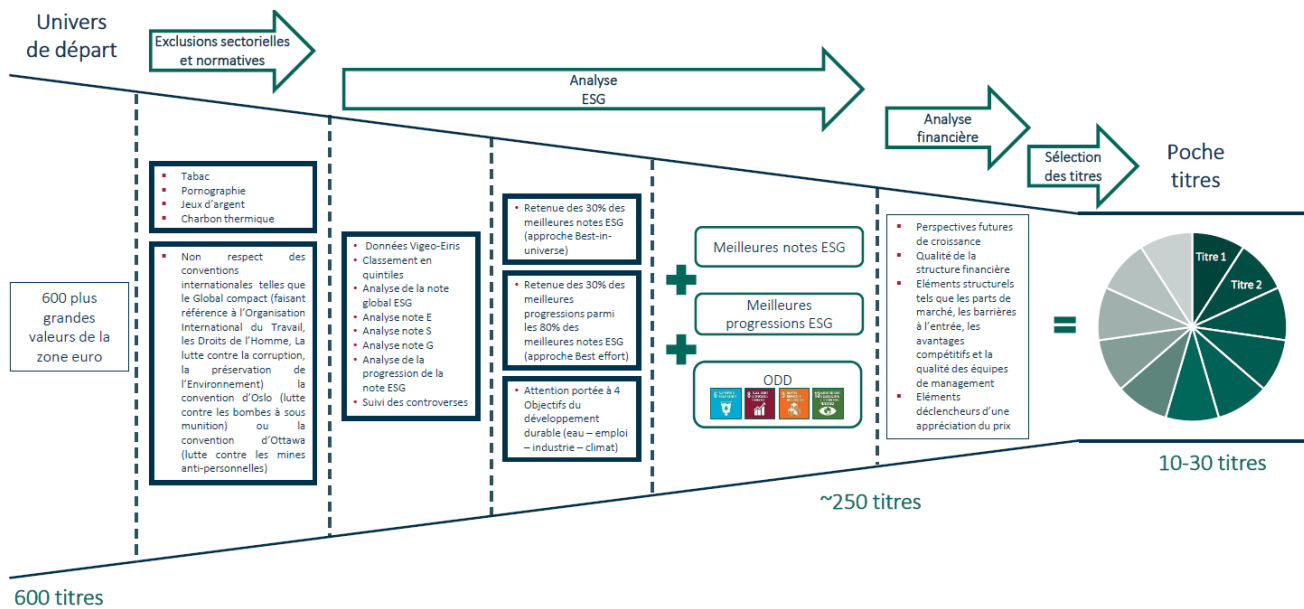 Univers
de départ
Exclusions sectorielles
et normatives
Analyse
ESG
Analyse
financière
Sélection
des titres
Poche
titres
600 plus
grandes
valeurs de la
zone euro
Tabac
Pornographie
Jeux d'argent
Charbon thermique
Non respect des
conventions
internationales telles que
le Global compact (faisant
référence à l'Organisation
International du Travail,
les Droits de l'Homme, La
lutte contre la corruption,
la préservation de
l'Environnement) la
convention d'Oslo (lutte
contre les bombes à sous
munition) ou la
convention d'Ottawa
(lutte contre les mines
anti-personnelles)
Données Vigeo-Eiris
Classement en
quintiles
Analyse de la note
global ESG
Analyse note E
Analyse note S
Analyse note G
Analyse de la
progression de la
note ESG
Suivi des controverses
Retenue des 30% des
meilleures notes ESG
(approche Best-in-
universe)
Retenue des 30% des
meilleures
progressions parmi
les 80% des
meilleures notes ESG
(approche Best effort)
Attention portée à 4
Objectifs du
développement
durable (eau – emploi
– industrie – climat)
Meilleures notes ESG
Meilleures
progressions ESG
ODD
Perspectives futures
de croissance
Qualité de la
structure financière
Eléments structurels
tels que les parts de
marché, les barrières
à l'entrée, les
avantages
compétitifs et la
qualité des équipes
de management
Eléments
déclencheurs d'une
appréciation du prix
Titre 1
Titre 2
10-30 titres
~250 titres
600 titres